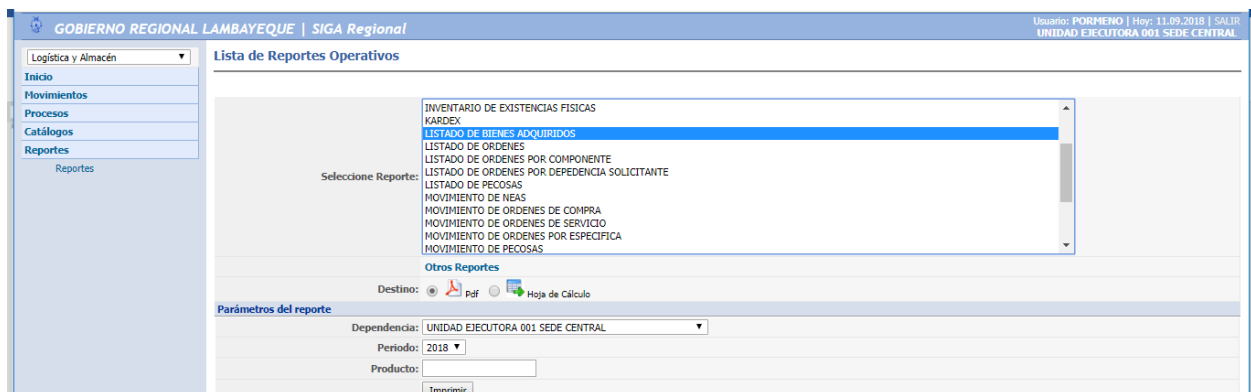 GOBIERNO REGIONAL LAMBAYEQUE | SIGA Regional
Usuario: PORMENO | Hoy: 11.09.2018 | SALIR
UNIDAD EJECUTORA 001 SEDE CENTRAL
Logística y Almacén
Inicio
Movimientos
Procesos
Catálogos
Reportes
Reportes
Lista de Reportes Operativos
Seleccione Reporte:
INVENTARIO DE EXISTENCIAS FISICAS
KARDEX
LISTADO DE BIENES ADQUIRIDOS
LISTADO DE ORDENES
LISTADO DE ORDENES POR COMPONENTE
LISTADO DE ORDENES POR DEPEDENCIA SOLICITANTE
LISTADO DE PECOSAS
MOVIMIENTO DE NEAS
MOVIMIENTO DE ORDENES DE COMPRA
MOVIMIENTO DE ORDENES DE SERVICIO
MOVIMIENTO DE ORDENES POR ESPECIFICA
MOVIMIENTO DE PECOSAS
Otros Reportes
Destino: Pdf Hoja de Cálculo
Parámetros del reporte
Dependencia: UNIDAD EJECUTORA 001 SEDE CENTRAL
Periodo: 2018
Producto:
Imprimir